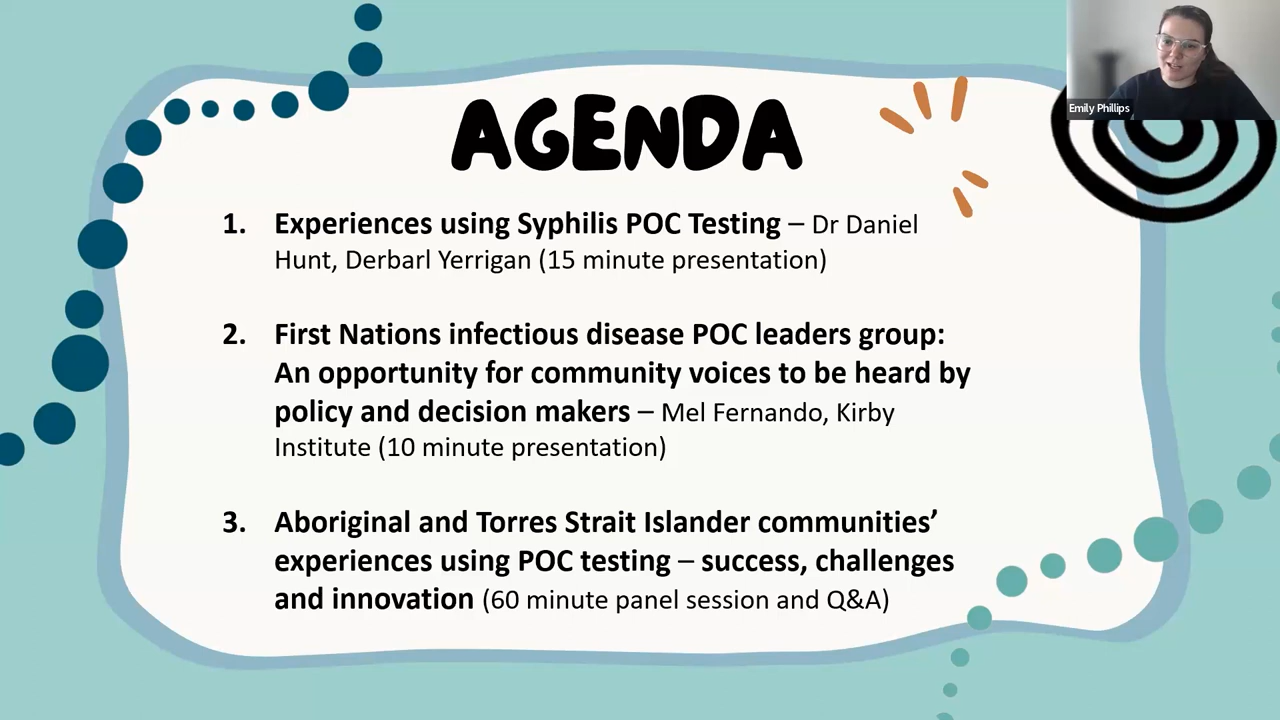 Emily Phillips
AGENDA
1. Experiences using Syphilis POC Testing – Dr Daniel
Hunt, Derbarl Yerrigan (15 minute presentation)
2. First Nations infectious disease POC leaders group:
An opportunity for community voices to be heard by
policy and decision makers – Mel Fernando, Kirby
Institute (10 minute presentation)
3. Aboriginal and Torres Strait Islander communities’
experiences using POC testing – success, challenges
and innovation (60 minute panel session and Q&A)